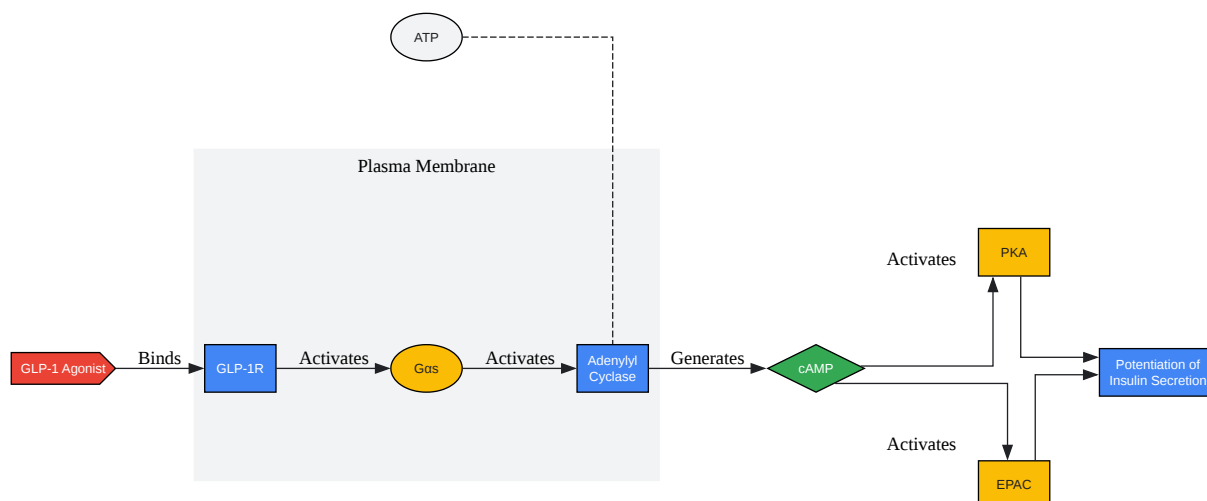 ATP
Plasma Membrane
PKA
Activates
GLP-1 Agonist
Binds
GLP-1R
Activates
Gαs
Activates
Adenylyl
Cyclase
Generates
cAMP
Potentiation of
Insulin Secretion
Activates
EPAC